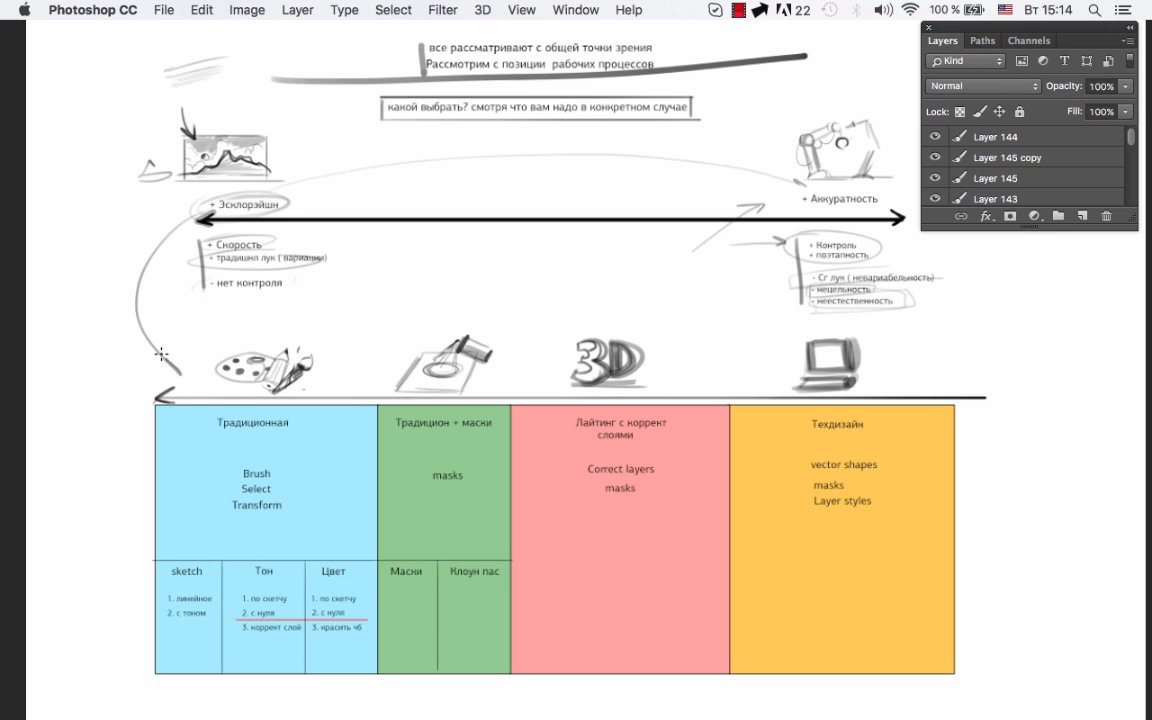 Photoshop CC File Edit Image Layer Type Select Filter 3D View Window Help 22 100 % Вт 15:14
Layers Paths Channels
Kind
Normal Opacity: 100%
Lock: Fill: 100%
Layer 144
Layer 145 copy
Layer 145
Layer 143
fx
все рассматривают с общей точки зрения
Рассмотрим с позиции рабочих процессов
какой выбрать? смотря что вам надо в конкретном случае
+ Эсклорэйшн
+ Аккуратность
+ Скорость
+ традишнл лук ( вариации)
- нет контроля
+ Контроль
+ поэтапность
- Сг лук ( невариабельность)
- нецельность
- неестественность
3D
Традиционная
Brush
Select
Transform
Традицион + маски
masks
Лайтинг с коррект
слоями
Correct layers
masks
Техдизайн
vector shapes
masks
Layer styles
sketch
1. линейное
2. с тоном
Тон
1. по скетчу
2. с нуля
3. коррект слой
Цвет
1. по скетчу
2. с нуля
3. красить чб
Маски
Клоун пас